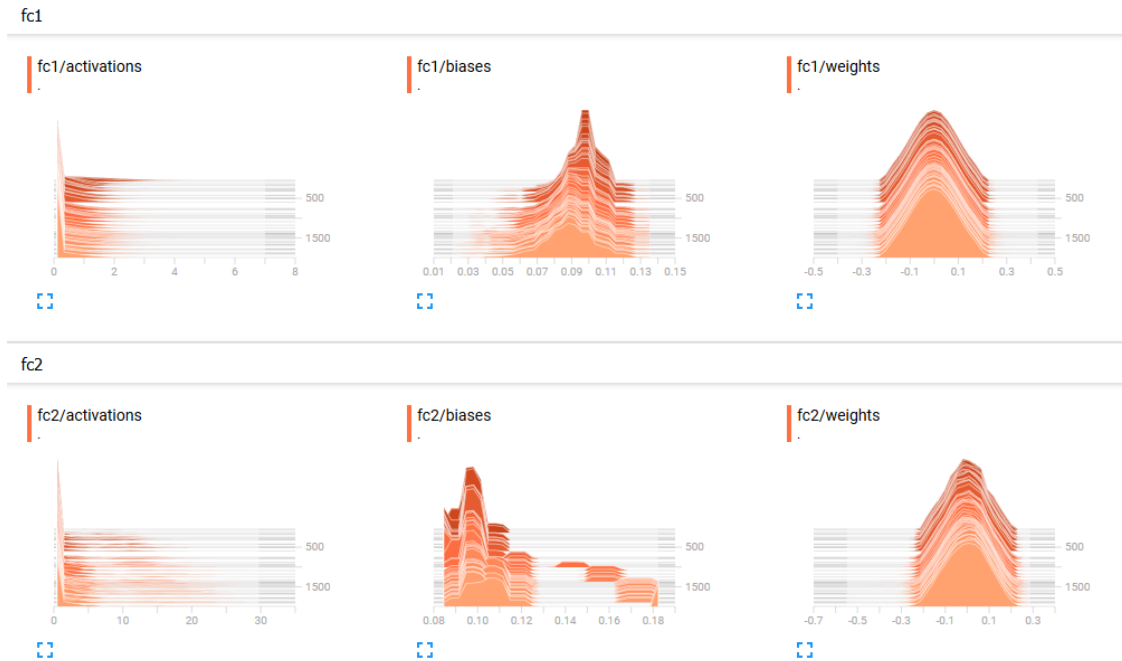 fc1
fc1/activations
.
fc1/biases
.
fc1/weights
.
500
1500
0 2 4 6 8
500
1500
0.01 0.03 0.05 0.07 0.09 0.11 0.13 0.15
500
1500
-0.5 -0.3 -0.1 0.1 0.3 0.5
fc2
fc2/activations
.
fc2/biases
.
fc2/weights
.
500
1500
0 10 20 30
500
1500
0.08 0.10 0.12 0.14 0.16 0.18
500
1500
-0.7 -0.5 -0.3 -0.1 0.1 0.3